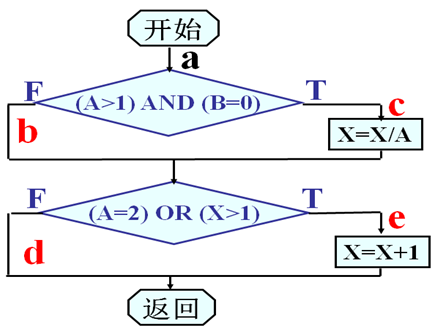 开始
a
F
(A>1) AND (B=0)
T
b
c
X=X/A
F
(A=2) OR (X>1)
T
d
e
X=X+1
返回